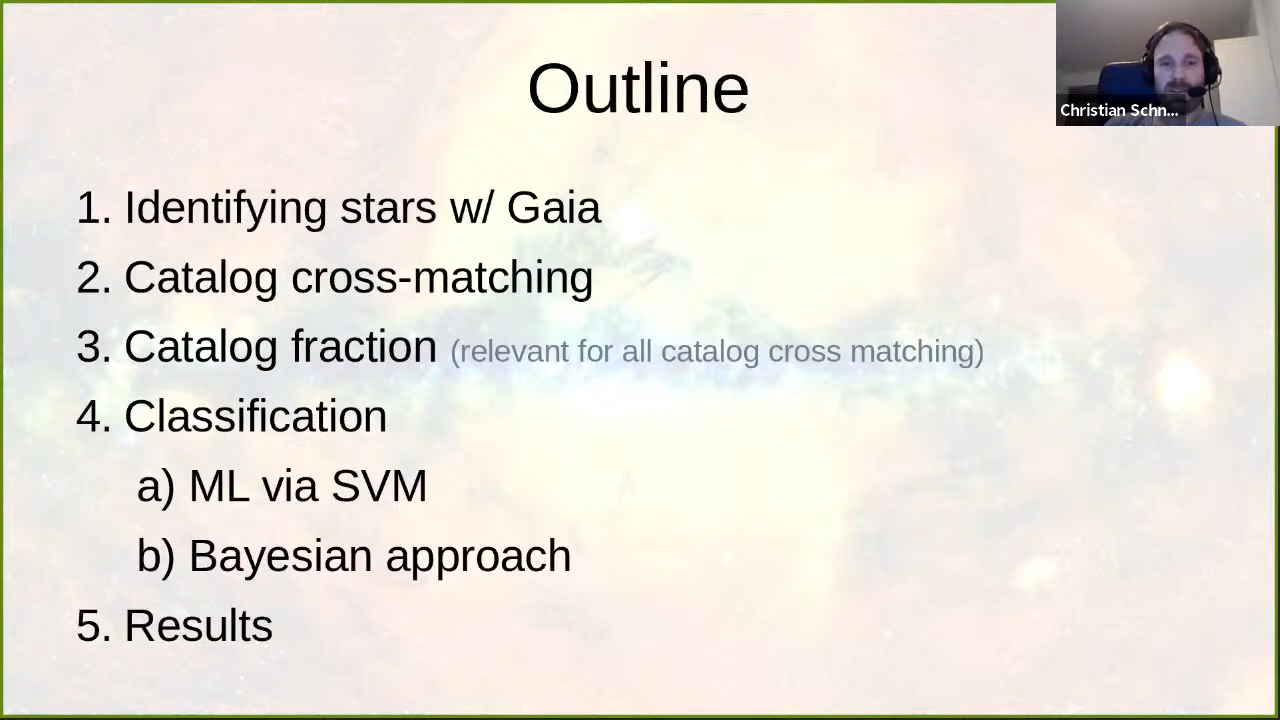 Outline
Christian Schn...
1. Identifying stars w/ Gaia
2. Catalog cross-matching
3. Catalog fraction (relevant for all catalog cross matching)
4. Classification
a) ML via SVM
b) Bayesian approach
5. Results